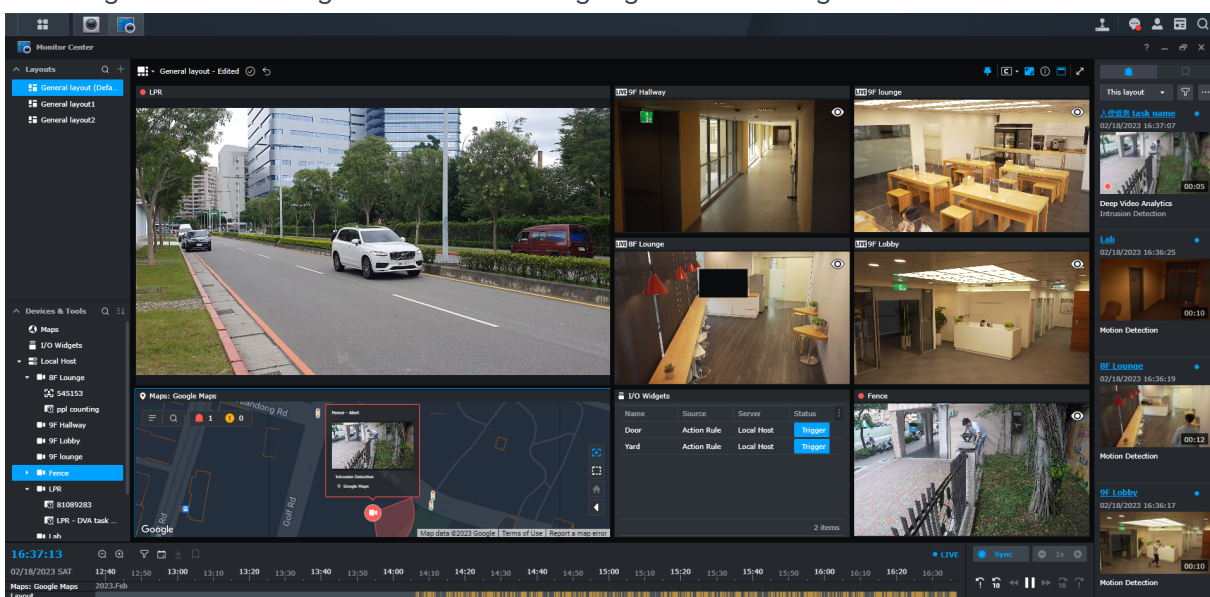 Monitor Center
Layouts
General layout (Defa...
General layout1
General layout2
General layout - Edited
LPR
LIVE 9F Hallway
LIVE 9F lounge
LIVE 8F Lounge
LIVE 9F Lobby
This layout
入侵偵測 task name
02/18/2023 16:37:07
00:05
Deep Video Analytics
Intrusion Detection
Lab
02/18/2023 16:36:25
00:10
Motion Detection
8F Lounge
02/18/2023 16:36:19
00:12
Motion Detection
9F Lobby
02/18/2023 16:36:17
00:10
Motion Detection
Devices & Tools
Maps
I/O Widgets
Local Host
8F Lounge
545153
ppl counting
9F Hallway
9F Lobby
9F lounge
Fence
LPR
81089283
LPR - DVA task ...
Lab
Maps: Google Maps
1
0
Fence - Alert
Intrusion Detection
Google Maps
Golf Rd
Google
Map data ©2023 Google
Terms of Use
Report a map error
I/O Widgets
Name Source Server Status
Door Action Rule Local Host Trigger
Yard Action Rule Local Host Trigger
2 items
Fence
16:37:13
LIVE
Sync
1x
02/18/2023 SAT
12:40 12:50 13:00 13:10 13:20 13:30 13:40 13:50 14:00 14:10 14:20 14:30 14:40 14:50 15:00 15:10 15:20 15:30 15:40 15:50 16:00 16:10 16:20 16:30
Maps: Google Maps
2023.Feb
Layout